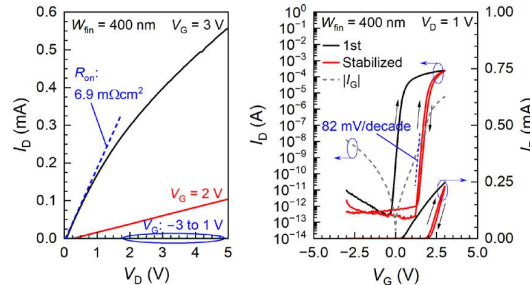 W_fin = 400 nm V_G = 3 V
R_on:
6.9 mΩcm²
V_G = 2 V
V_G: −3 to 1 V
0.6
0.5
0.4
0.3
0.2
0.1
0.0
I_D (mA)
0 1 2 3 4 5
V_D (V)
W_fin = 400 nm V_D = 1 V
1st
Stabilized
|I_G|
82 mV/decade
10⁰
10⁻¹
10⁻²
10⁻³
10⁻⁴
10⁻⁵
10⁻⁶
10⁻⁷
10⁻⁸
10⁻⁹
10⁻¹⁰
10⁻¹¹
10⁻¹²
10⁻¹³
10⁻¹⁴
I_D (A)
1.00
0.75
0.50
0.25
0.00
I_D (mA)
−5.0 −2.5 0.0 2.5 5.0
V_G (V)